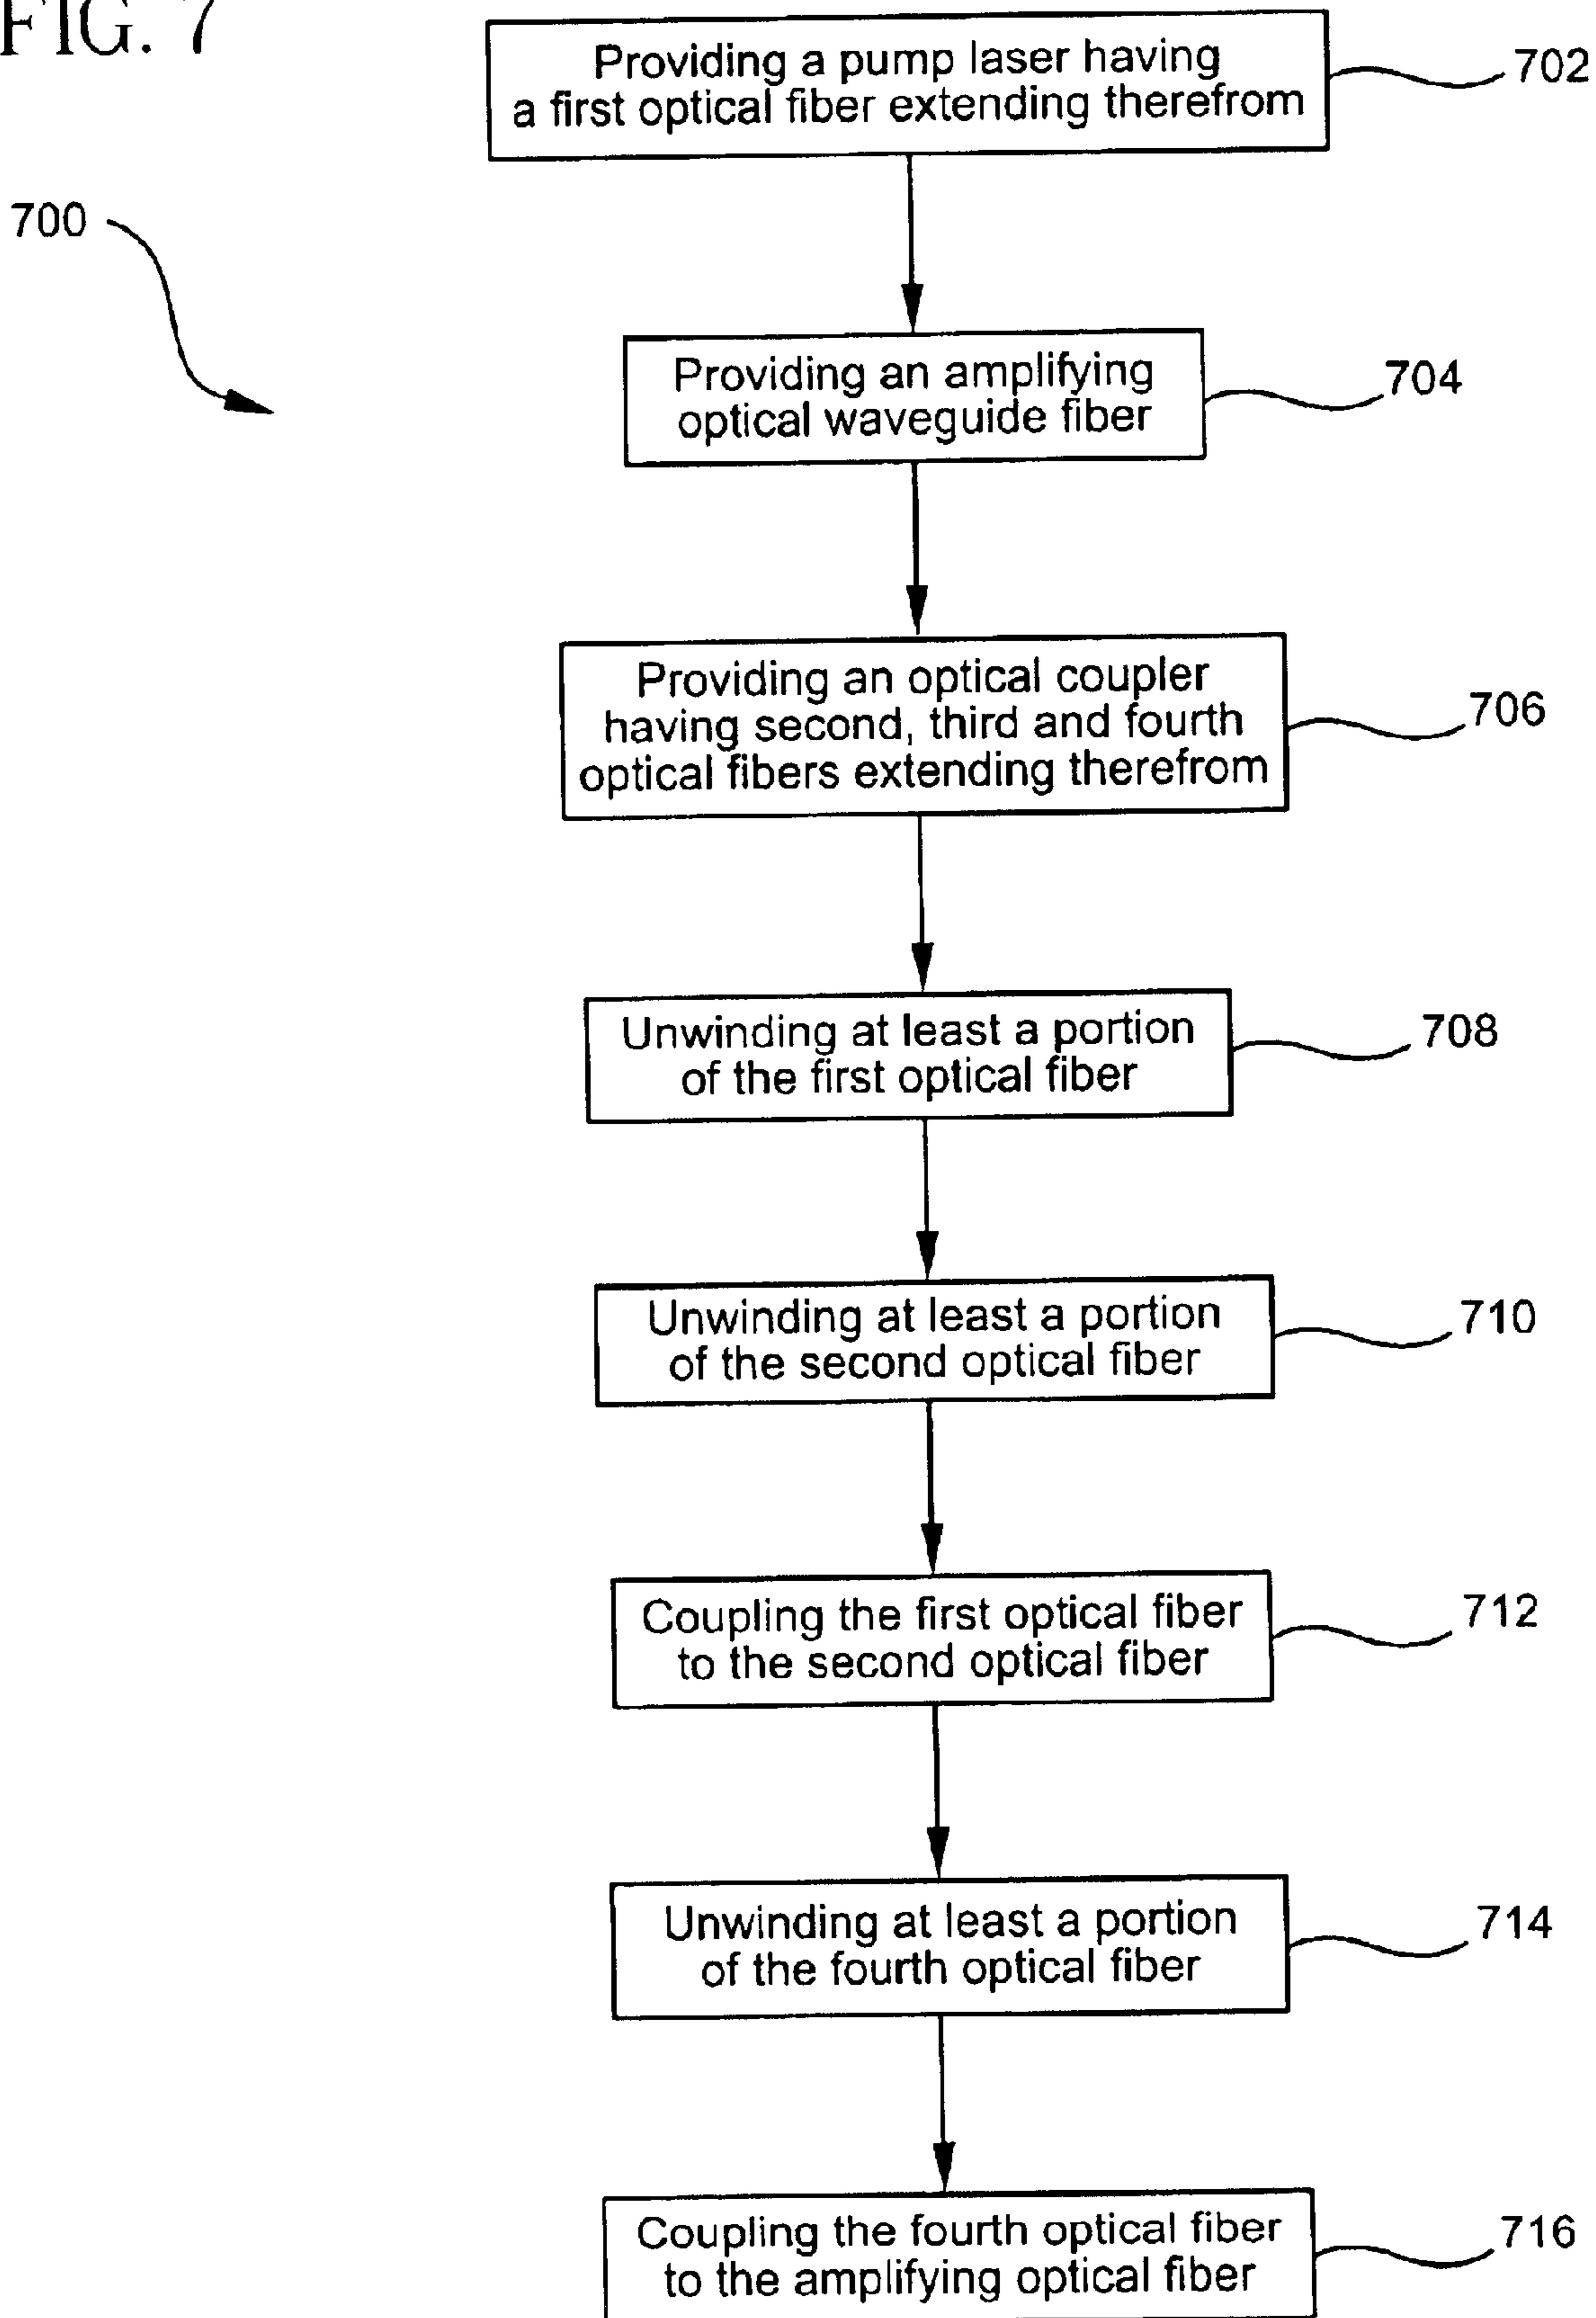 FIG. 7
Providing a pump laser having
a first optical fiber extending therefrom
702
700
Providing an amplifying
optical waveguide fiber
704
Providing an optical coupler
having second, third and fourth
optical fibers extending therefrom
706
Unwinding at least a portion
of the first optical fiber
708
Unwinding at least a portion
of the second optical fiber
710
Coupling the first optical fiber
to the second optical fiber
712
Unwinding at least a portion
of the fourth optical fiber
714
Coupling the fourth optical fiber
to the amplifying optical fiber
716